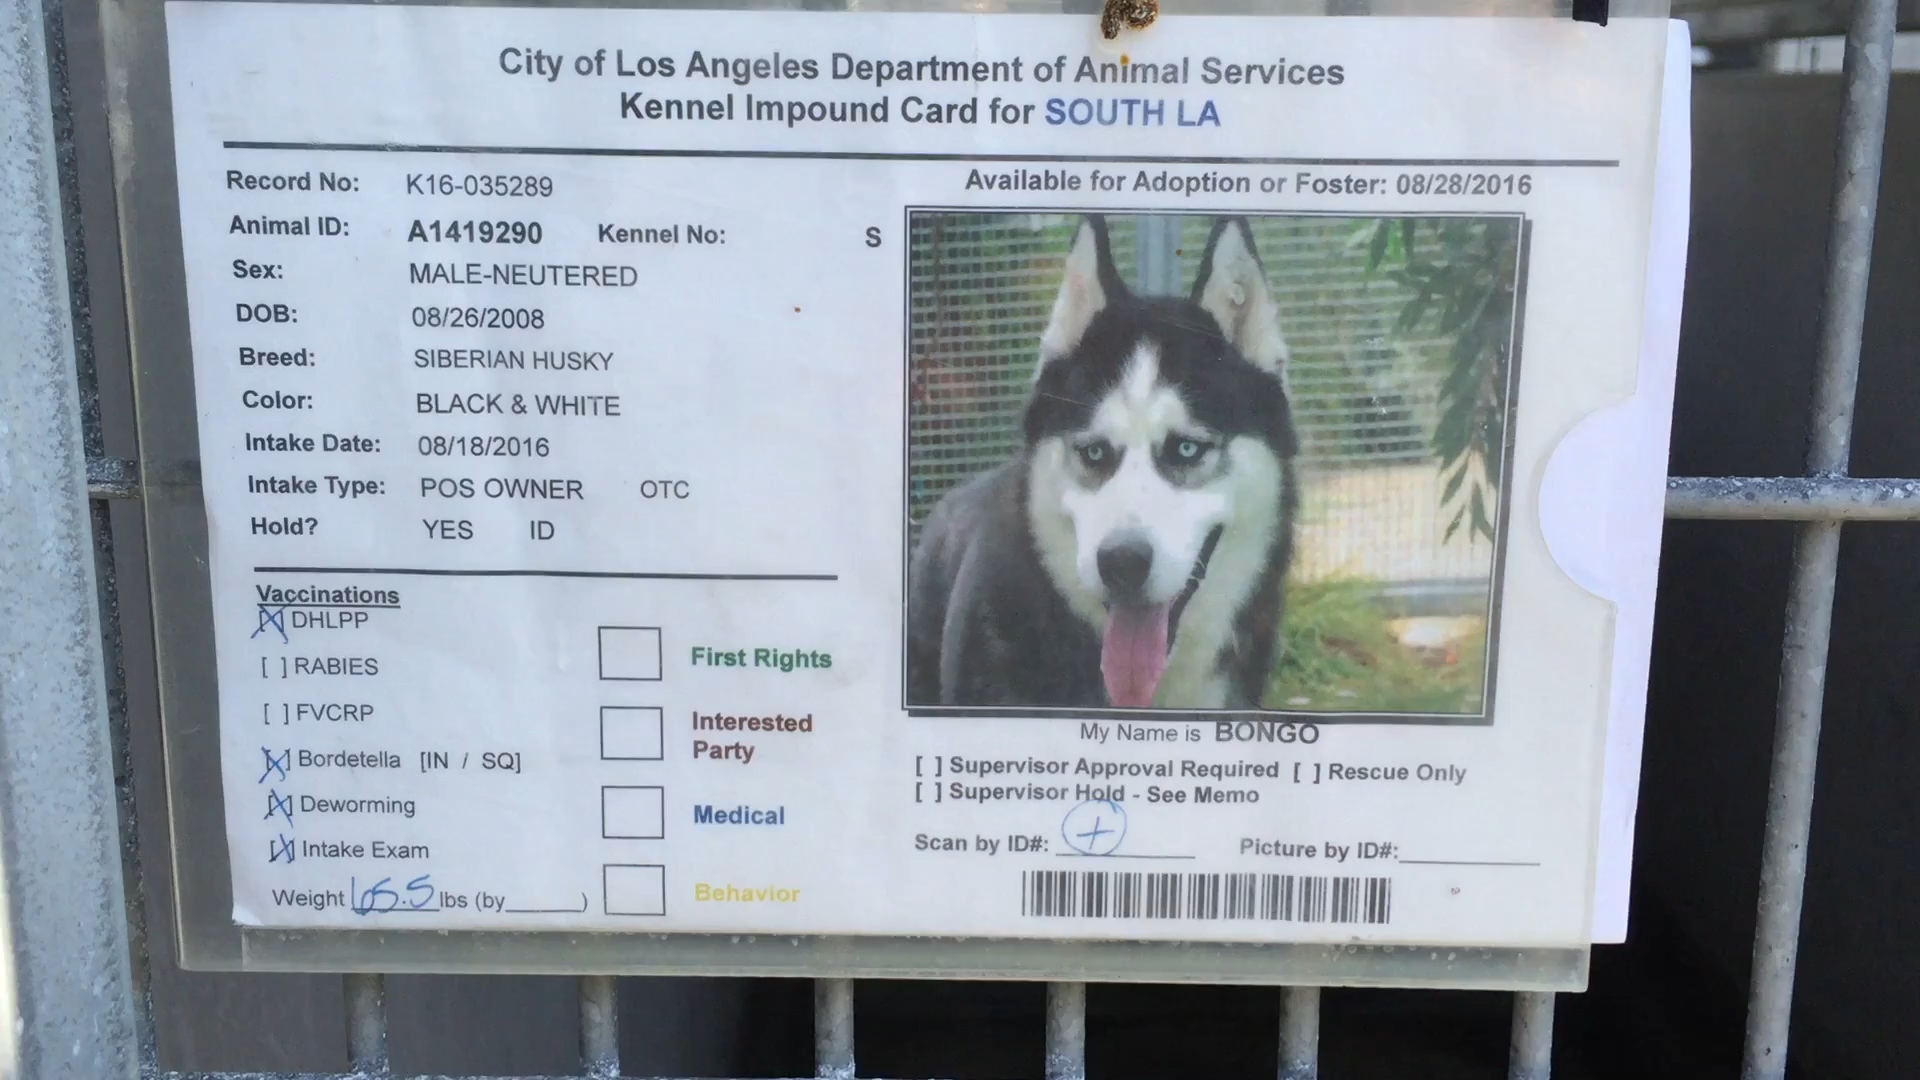 City of Los Angeles Department of Animal Services
Kennel Impound Card for SOUTH LA
Record No: K16-035289
Available for Adoption or Foster: 08/28/2016
Animal ID: A1419290 Kennel No: S
Sex: MALE-NEUTERED
DOB: 08/26/2008
Breed: SIBERIAN HUSKY
Color: BLACK & WHITE
Intake Date: 08/18/2016
Intake Type: POS OWNER OTC
Hold? YES ID
Vaccinations
[X] DHLPP
[ ] RABIES
[ ] FVCRP
[X] Bordetella [IN / SQ]
[X] Deworming
[X] Intake Exam
Weight 65.5 lbs (by______)
First Rights
Interested
Party
Medical
Behavior
My Name is BONGO
[ ] Supervisor Approval Required [ ] Rescue Only
[ ] Supervisor Hold - See Memo
Scan by ID#: + Picture by ID#: